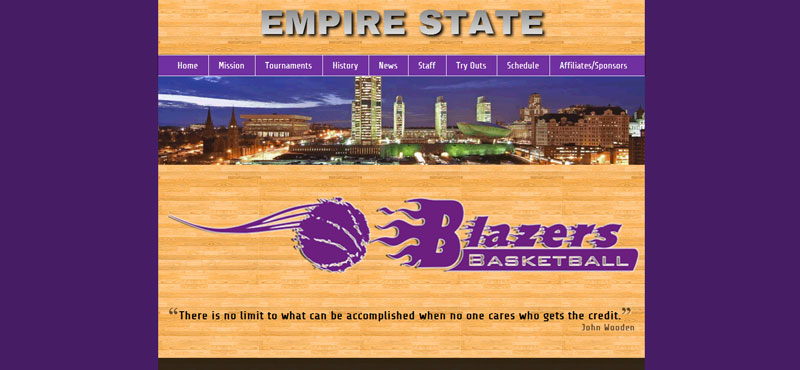 EMPIRE STATE
Home Mission Tournaments History News Staff Try Outs Schedule Affiliates/Sponsors
Blazers
BASKETBALL
“There is no limit to what can be accomplished when no one cares who gets the credit.”
John Wooden